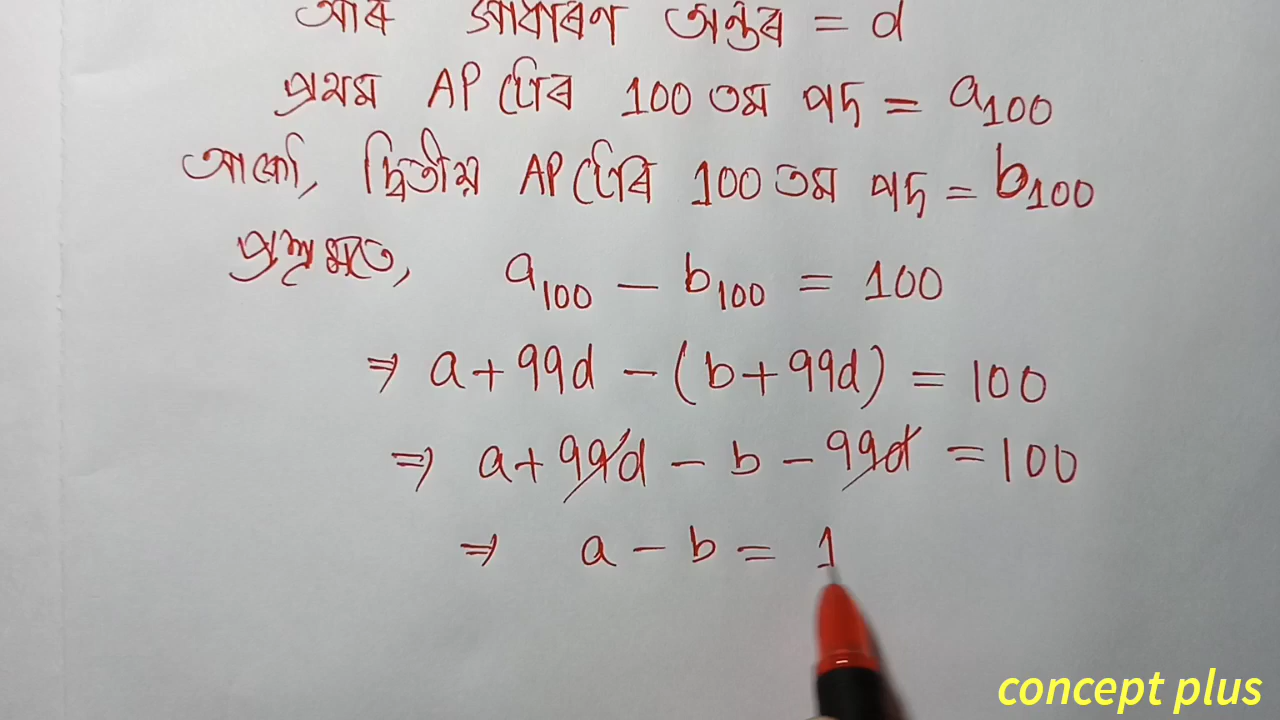 আৰু সাধাৰণ অন্তৰ = d
প্ৰথম AP টোৰ 100 তম পদ = a₁₀₀
আকৌ, দ্বিতীয় AP টোৰ 100 তম পদ = b₁₀₀
প্ৰশ্নমতে, a₁₀₀ − b₁₀₀ = 100
⇒ a + 99d − (b + 99d) = 100
⇒ a + 99d − b − 99d = 100
⇒ a − b = 1
concept plus